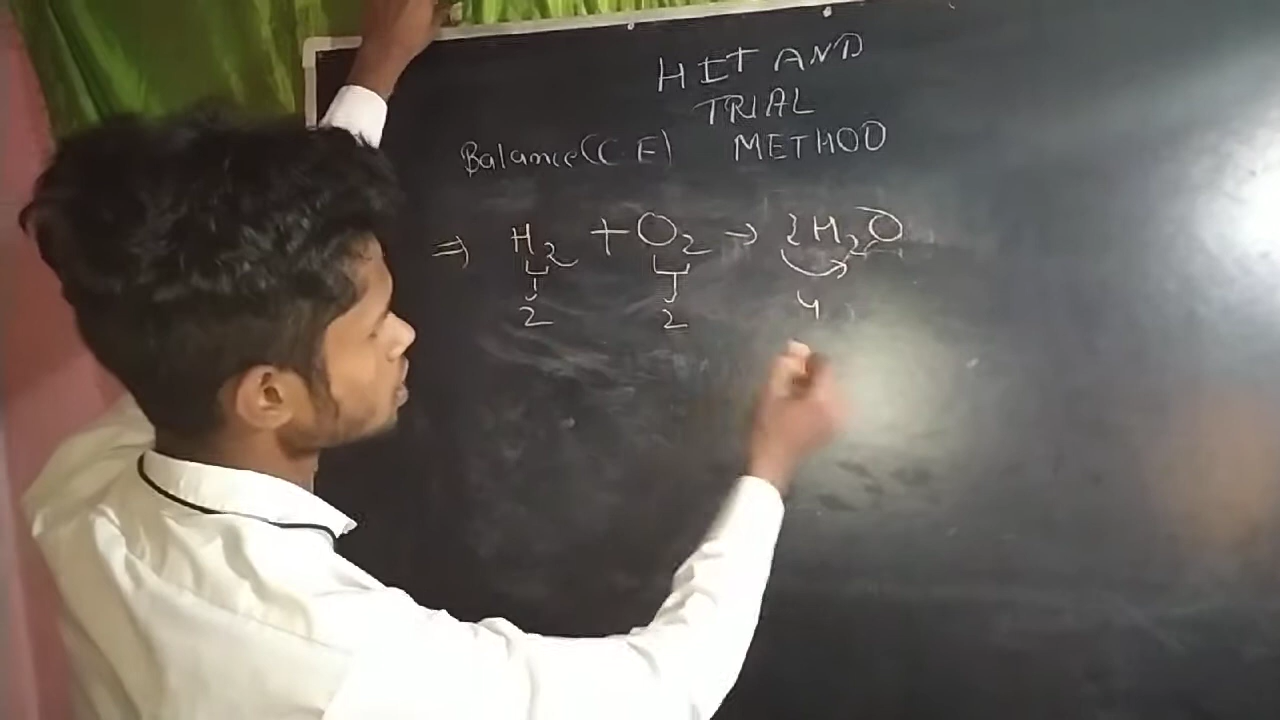 HIT AND
TRIAL
METHOD
Balance (C E)
⇒ H₂ + O₂ → 2H₂O
2 2 4